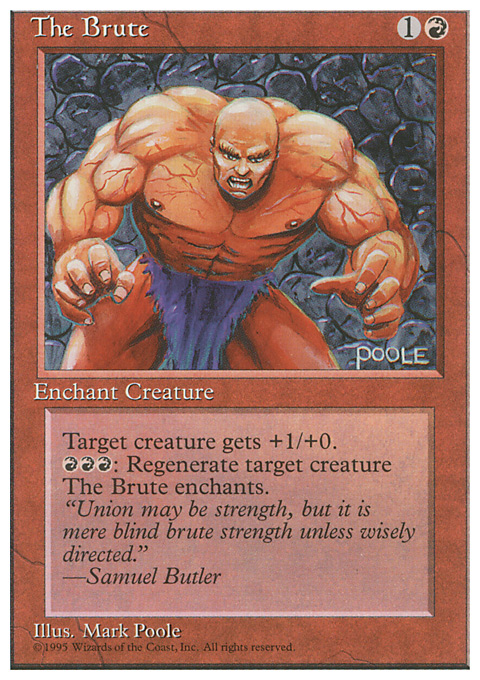 The Brute 1
POOLE
Enchant Creature
Target creature gets +1/+0.
: Regenerate target creature
The Brute enchants.
“Union may be strength, but it is
mere blind brute strength unless wisely
directed.”
—Samuel Butler
Illus. Mark Poole
©1995 Wizards of the Coast, Inc. All rights reserved.